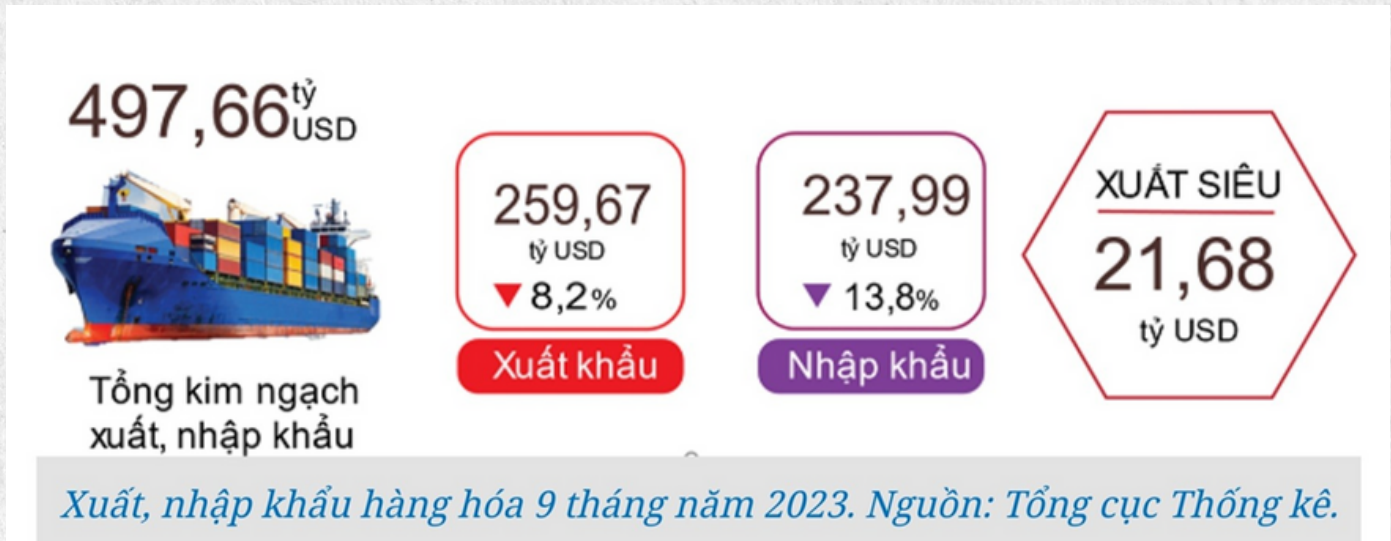 497,66 tỷ USD
Tổng kim ngạch
xuất, nhập khẩu
259,67
tỷ USD
▼ 8,2%
Xuất khẩu
237,99
tỷ USD
▼ 13,8%
Nhập khẩu
XUẤT SIÊU
21,68
tỷ USD
Xuất, nhập khẩu hàng hóa 9 tháng năm 2023. Nguồn: Tổng cục Thống kê.